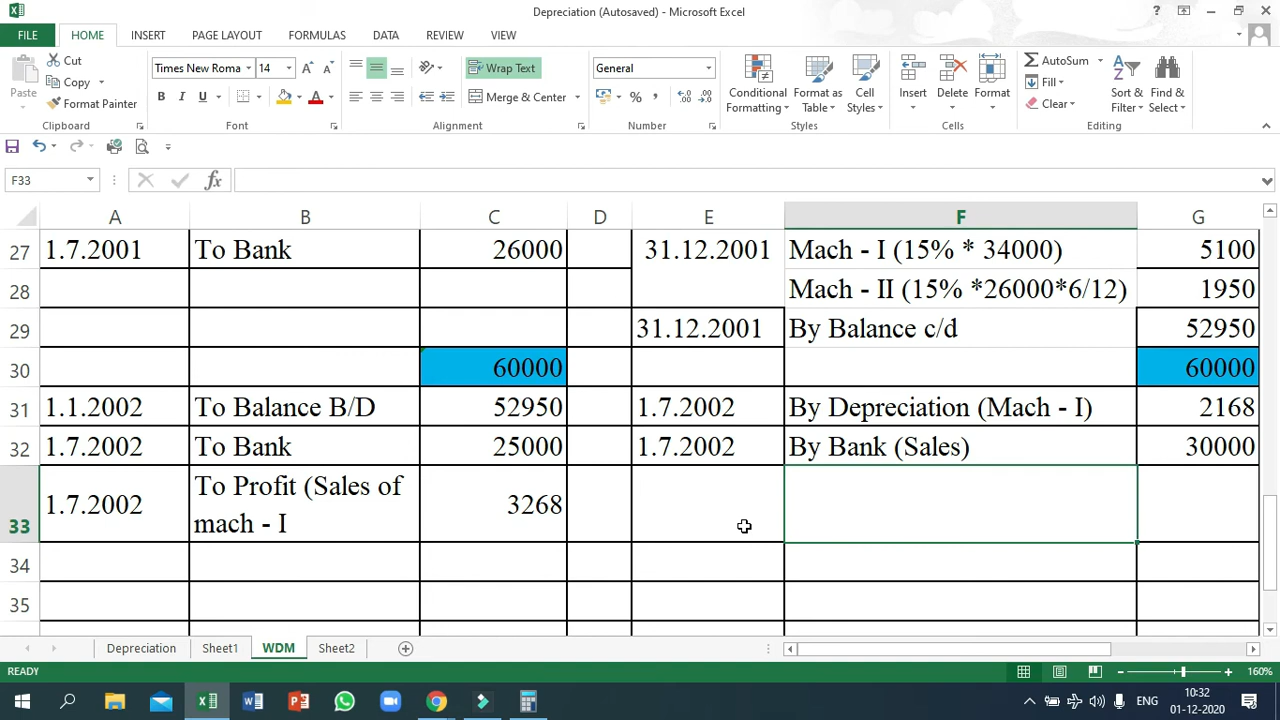 Depreciation (Autosaved) - Microsoft Excel
FILE HOME INSERT PAGE LAYOUT FORMULAS DATA REVIEW VIEW
Paste
Cut
Copy
Format Painter
Clipboard
Times New Roma 14
B I U
Font
Wrap Text
Merge & Center
Alignment
General
Number
Conditional Formatting
Format as Table
Cell Styles
Styles
Insert
Delete
Format
Cells
AutoSum
Fill
Clear
Sort & Filter
Find & Select
Editing
F33
A B C D E F G
27 1.7.2001 To Bank 26000 31.12.2001 Mach - I (15% * 34000) 5100
28 Mach - II (15% *26000*6/12) 1950
29 31.12.2001 By Balance c/d 52950
30 60000 60000
31 1.1.2002 To Balance B/D 52950 1.7.2002 By Depreciation (Mach - I) 2168
32 1.7.2002 To Bank 25000 1.7.2002 By Bank (Sales) 30000
33 1.7.2002 To Profit (Sales of mach - I 3268
34
35
Depreciation Sheet1 WDM Sheet2
READY 160%
ENG 10:32
01-12-2020